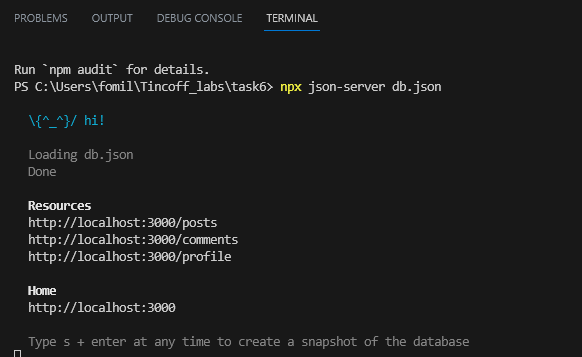 PROBLEMS OUTPUT DEBUG CONSOLE TERMINAL
Run `npm audit` for details.
PS C:\Users\fomil\Tincoff_labs\task6> npx json-server db.json
\{^_^}/ hi!
Loading db.json
Done
Resources
http://localhost:3000/posts
http://localhost:3000/comments
http://localhost:3000/profile
Home
http://localhost:3000
Type s + enter at any time to create a snapshot of the database